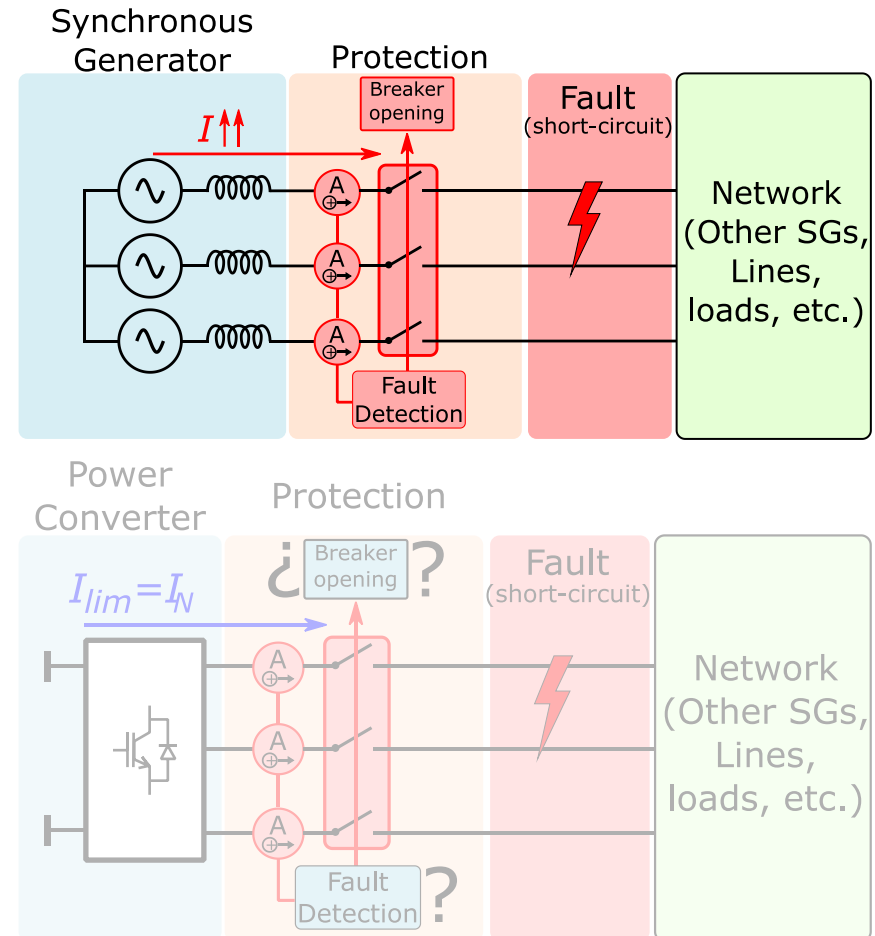 Synchronous
Generator
Protection
Breaker
opening
Fault
(short-circuit)
I
A
A
A
Fault
Detection
Network
(Other SGs,
Lines,
loads, etc.)
Power
Converter
Protection
¿ Breaker ?
opening
Fault
(short-circuit)
Ilim=IN
A
A
A
Fault ?
Detection
Network
(Other SGs,
Lines,
loads, etc.)